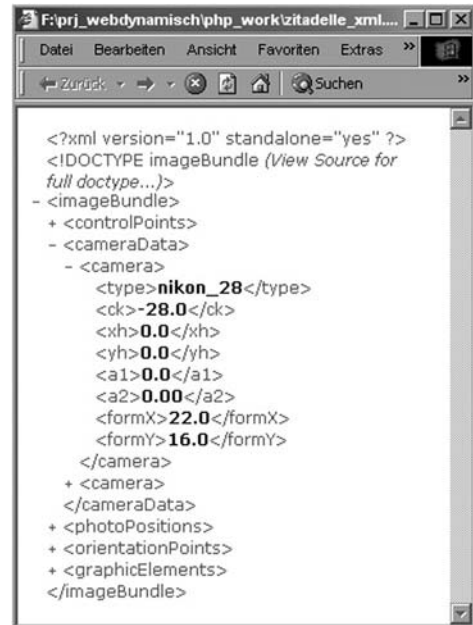 F:\prj_webdynamisch\php_work\zitadelle_xml....
Datei Bearbeiten Ansicht Favoriten Extras »
Zurück Suchen »
<?xml version="1.0" standalone="yes" ?>
<!DOCTYPE imageBundle (View Source for
full doctype...)>
- <imageBundle>
+ <controlPoints>
- <cameraData>
- <camera>
<type>nikon_28</type>
<ck>-28.0</ck>
<xh>0.0</xh>
<yh>0.0</yh>
<a1>0.0</a1>
<a2>0.00</a2>
<formX>22.0</formX>
<formY>16.0</formY>
</camera>
+ <camera>
</cameraData>
+ <photoPositions>
+ <orientationPoints>
+ <graphicElements>
</imageBundle>